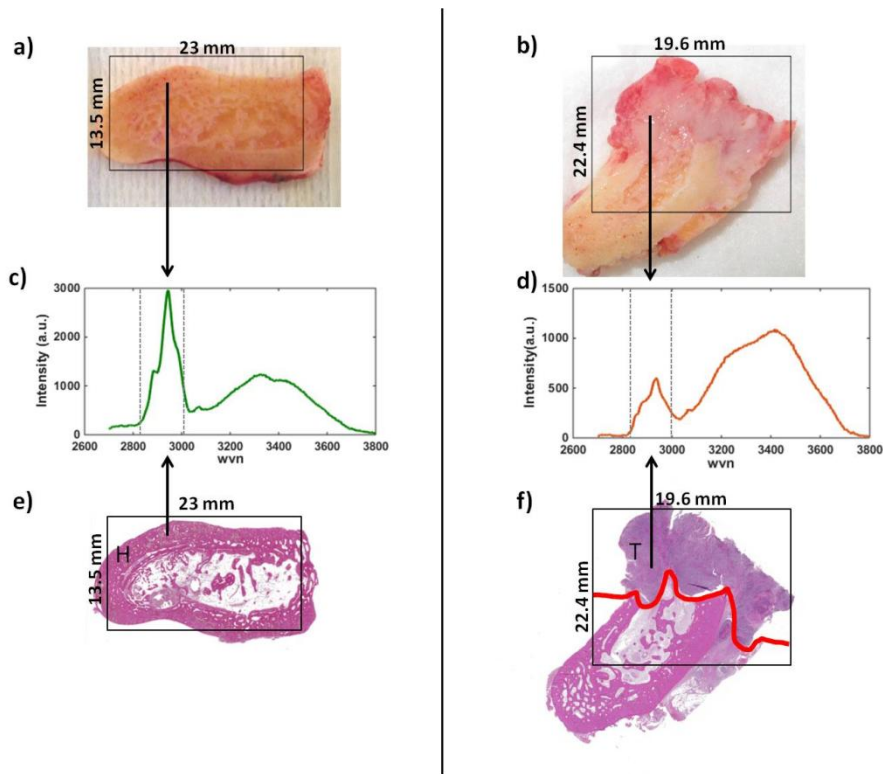 a)
23 mm
13.5 mm
b)
19.6 mm
22.4 mm
c)
3000
2000
1000
0
Intensity (a.u.)
2600 2800 3000 3200 3400 3600 3800
wvn
d)
1500
1000
500
0
Intensity(a.u.)
2600 2800 3000 3200 3400 3600 3800
wvn
e)
23 mm
13.5 mm
H
f)
19.6 mm
22.4 mm
T